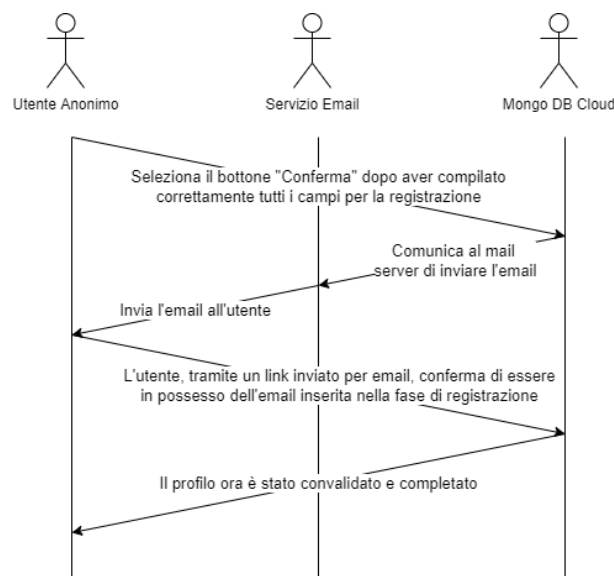 Utente Anonimo
Servizio Email
Mongo DB Cloud
Seleziona il bottone "Conferma" dopo aver compilato
correttamente tutti i campi per la registrazione
Comunica al mail
server di inviare l'email
Invia l'email all'utente
L'utente, tramite un link inviato per email, conferma di essere
in possesso dell'email inserita nella fase di registrazione
Il profilo ora è stato convalidato e completato